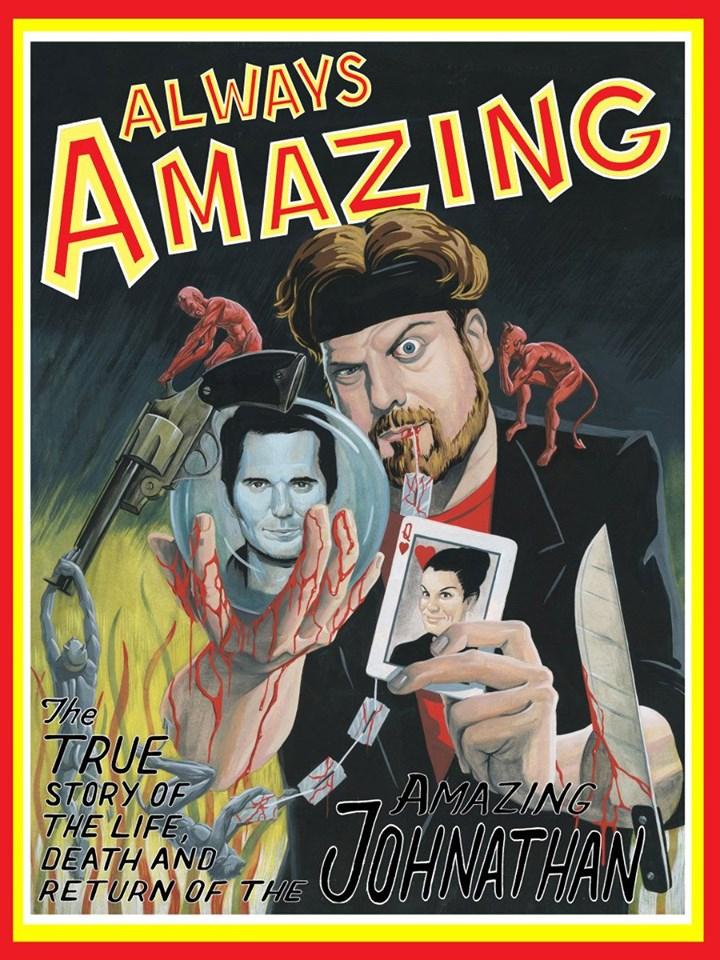 ALWAYS
AMAZING
Q
The
TRUE
STORY OF
THE LIFE,
DEATH AND
RETURN OF THE
AMAZING
JOHNATHAN